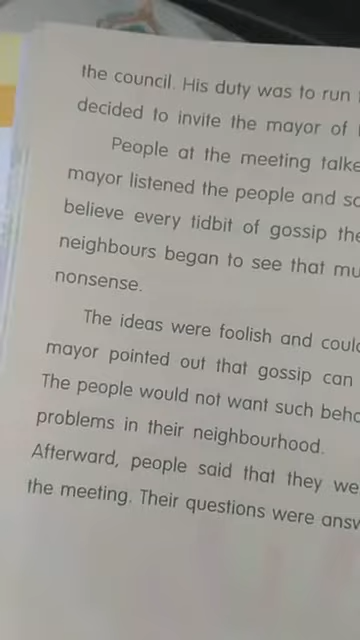 the council. His duty was to run
decided to invite the mayor of
People at the meeting talke
mayor listened the people and
believe every tidbit of gossip the
neighbours began to see that mu
nonsense.
The ideas were foolish and coul
mayor pointed out that gossip can
The people would not want such beh
problems in their neighbourhood.
Afterward, people said that they we
the meeting. Their questions were answ